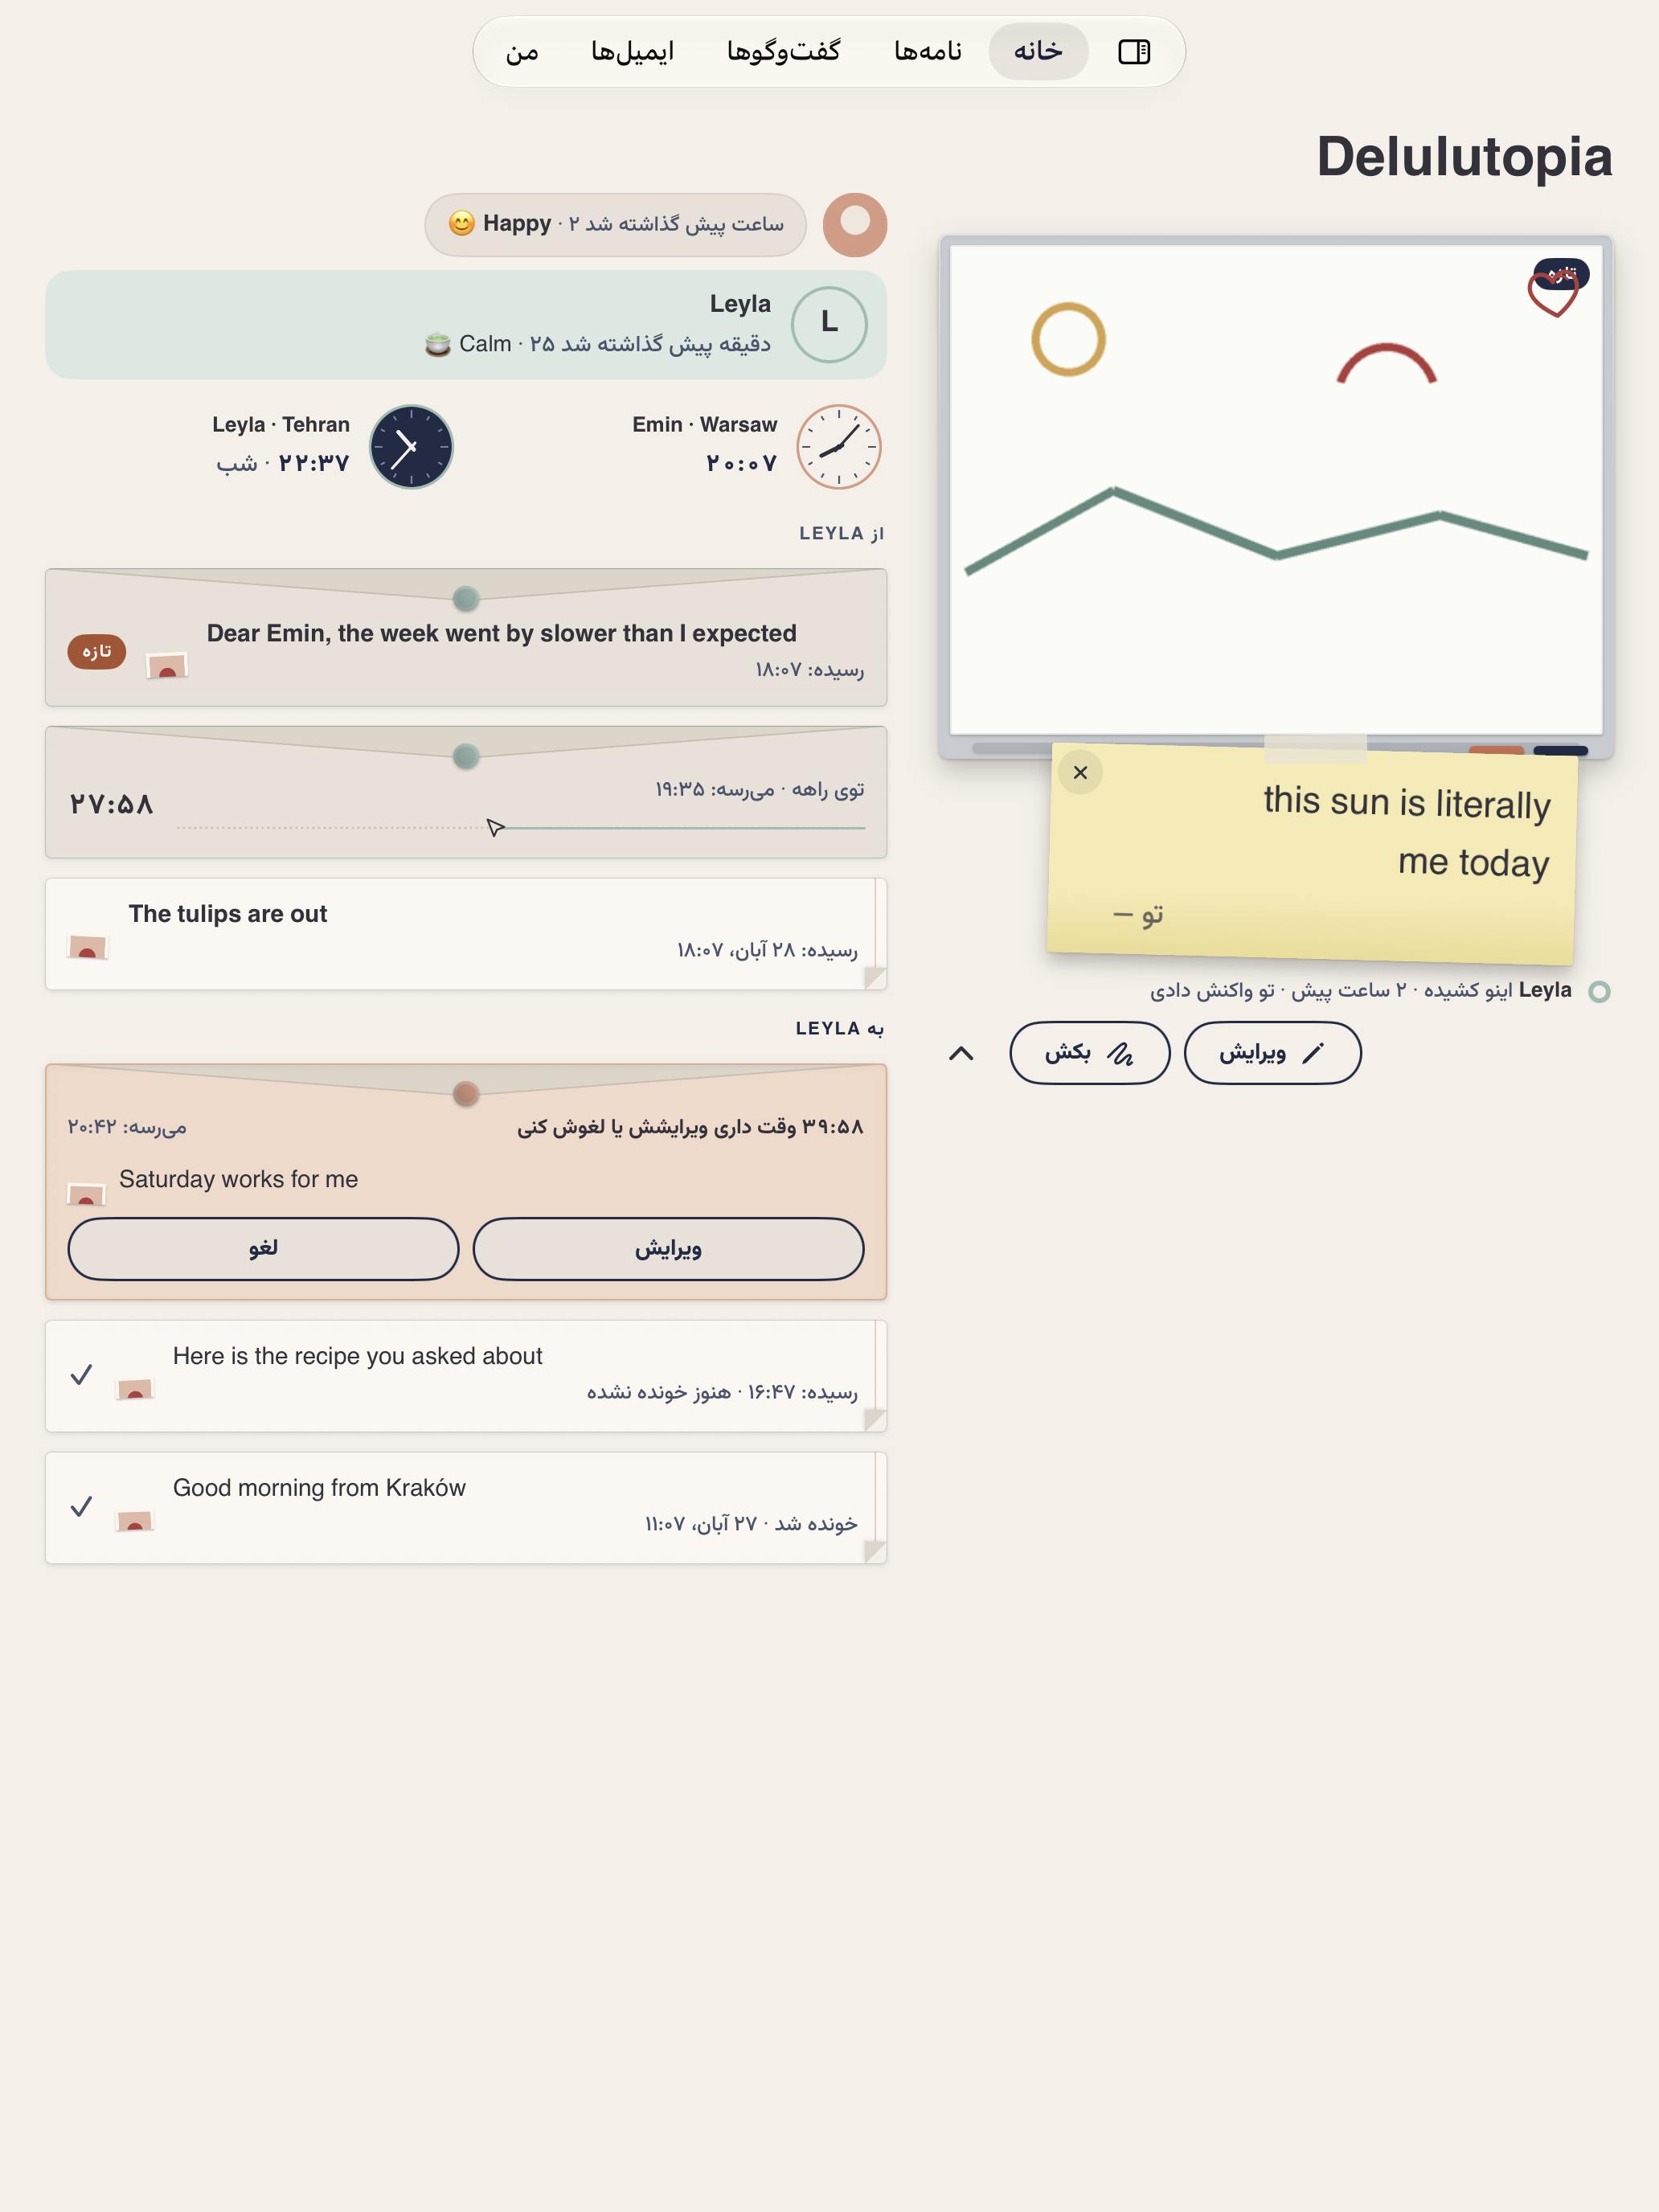 خانه
نامه‌ها
گفت‌وگوها
ایمیل‌ها
من
Delulutopia
تازه
this sun is literally
me today
— تو
Leyla اینو کشیده · ۲ ساعت پیش · تو واکنش دادی
ویرایش
بکش
😊 Happy · ۲ ساعت پیش گذاشته شد
L
Leyla
🍵 Calm · ۲۵ دقیقه پیش گذاشته شد
Emin · Warsaw
۲۰:۰۷
Leyla · Tehran
۲۲:۳۷ · شب
از LEYLA
Dear Emin, the week went by slower than I expected
رسیده: ۱۸:۰۷
تازه
توی راهه · می‌رسه: ۱۹:۳۵
۲۷:۵۸
The tulips are out
رسیده: ۲۸ آبان، ۱۸:۰۷
به LEYLA
۳۹:۵۸ وقت داری ویرایشش یا لغوش کنی
می‌رسه: ۲۰:۴۲
Saturday works for me
ویرایش
لغو
Here is the recipe you asked about
رسیده: ۱۶:۴۷ · هنوز خونده نشده
Good morning from Kraków
خونده شد · ۲۷ آبان، ۱۱:۰۷